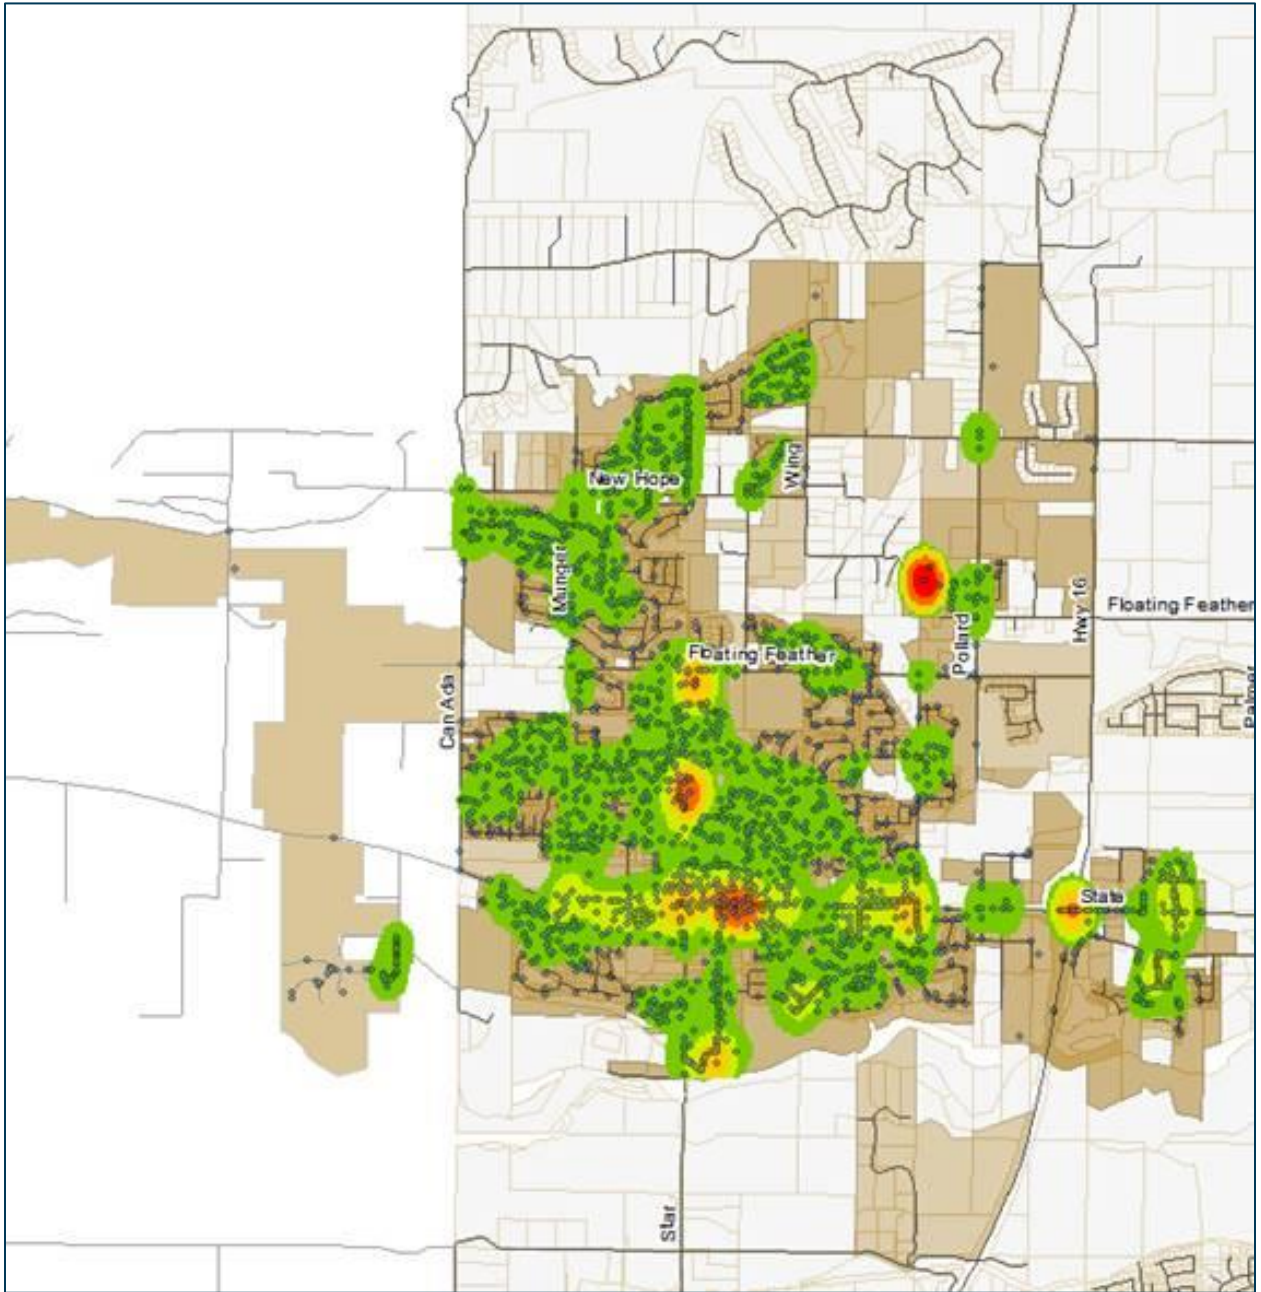 Wing
New Hope
Munger
Floating Feather
Hwy 16
Pollard
Floating Feather
Can Ada
Palmer
State
Star